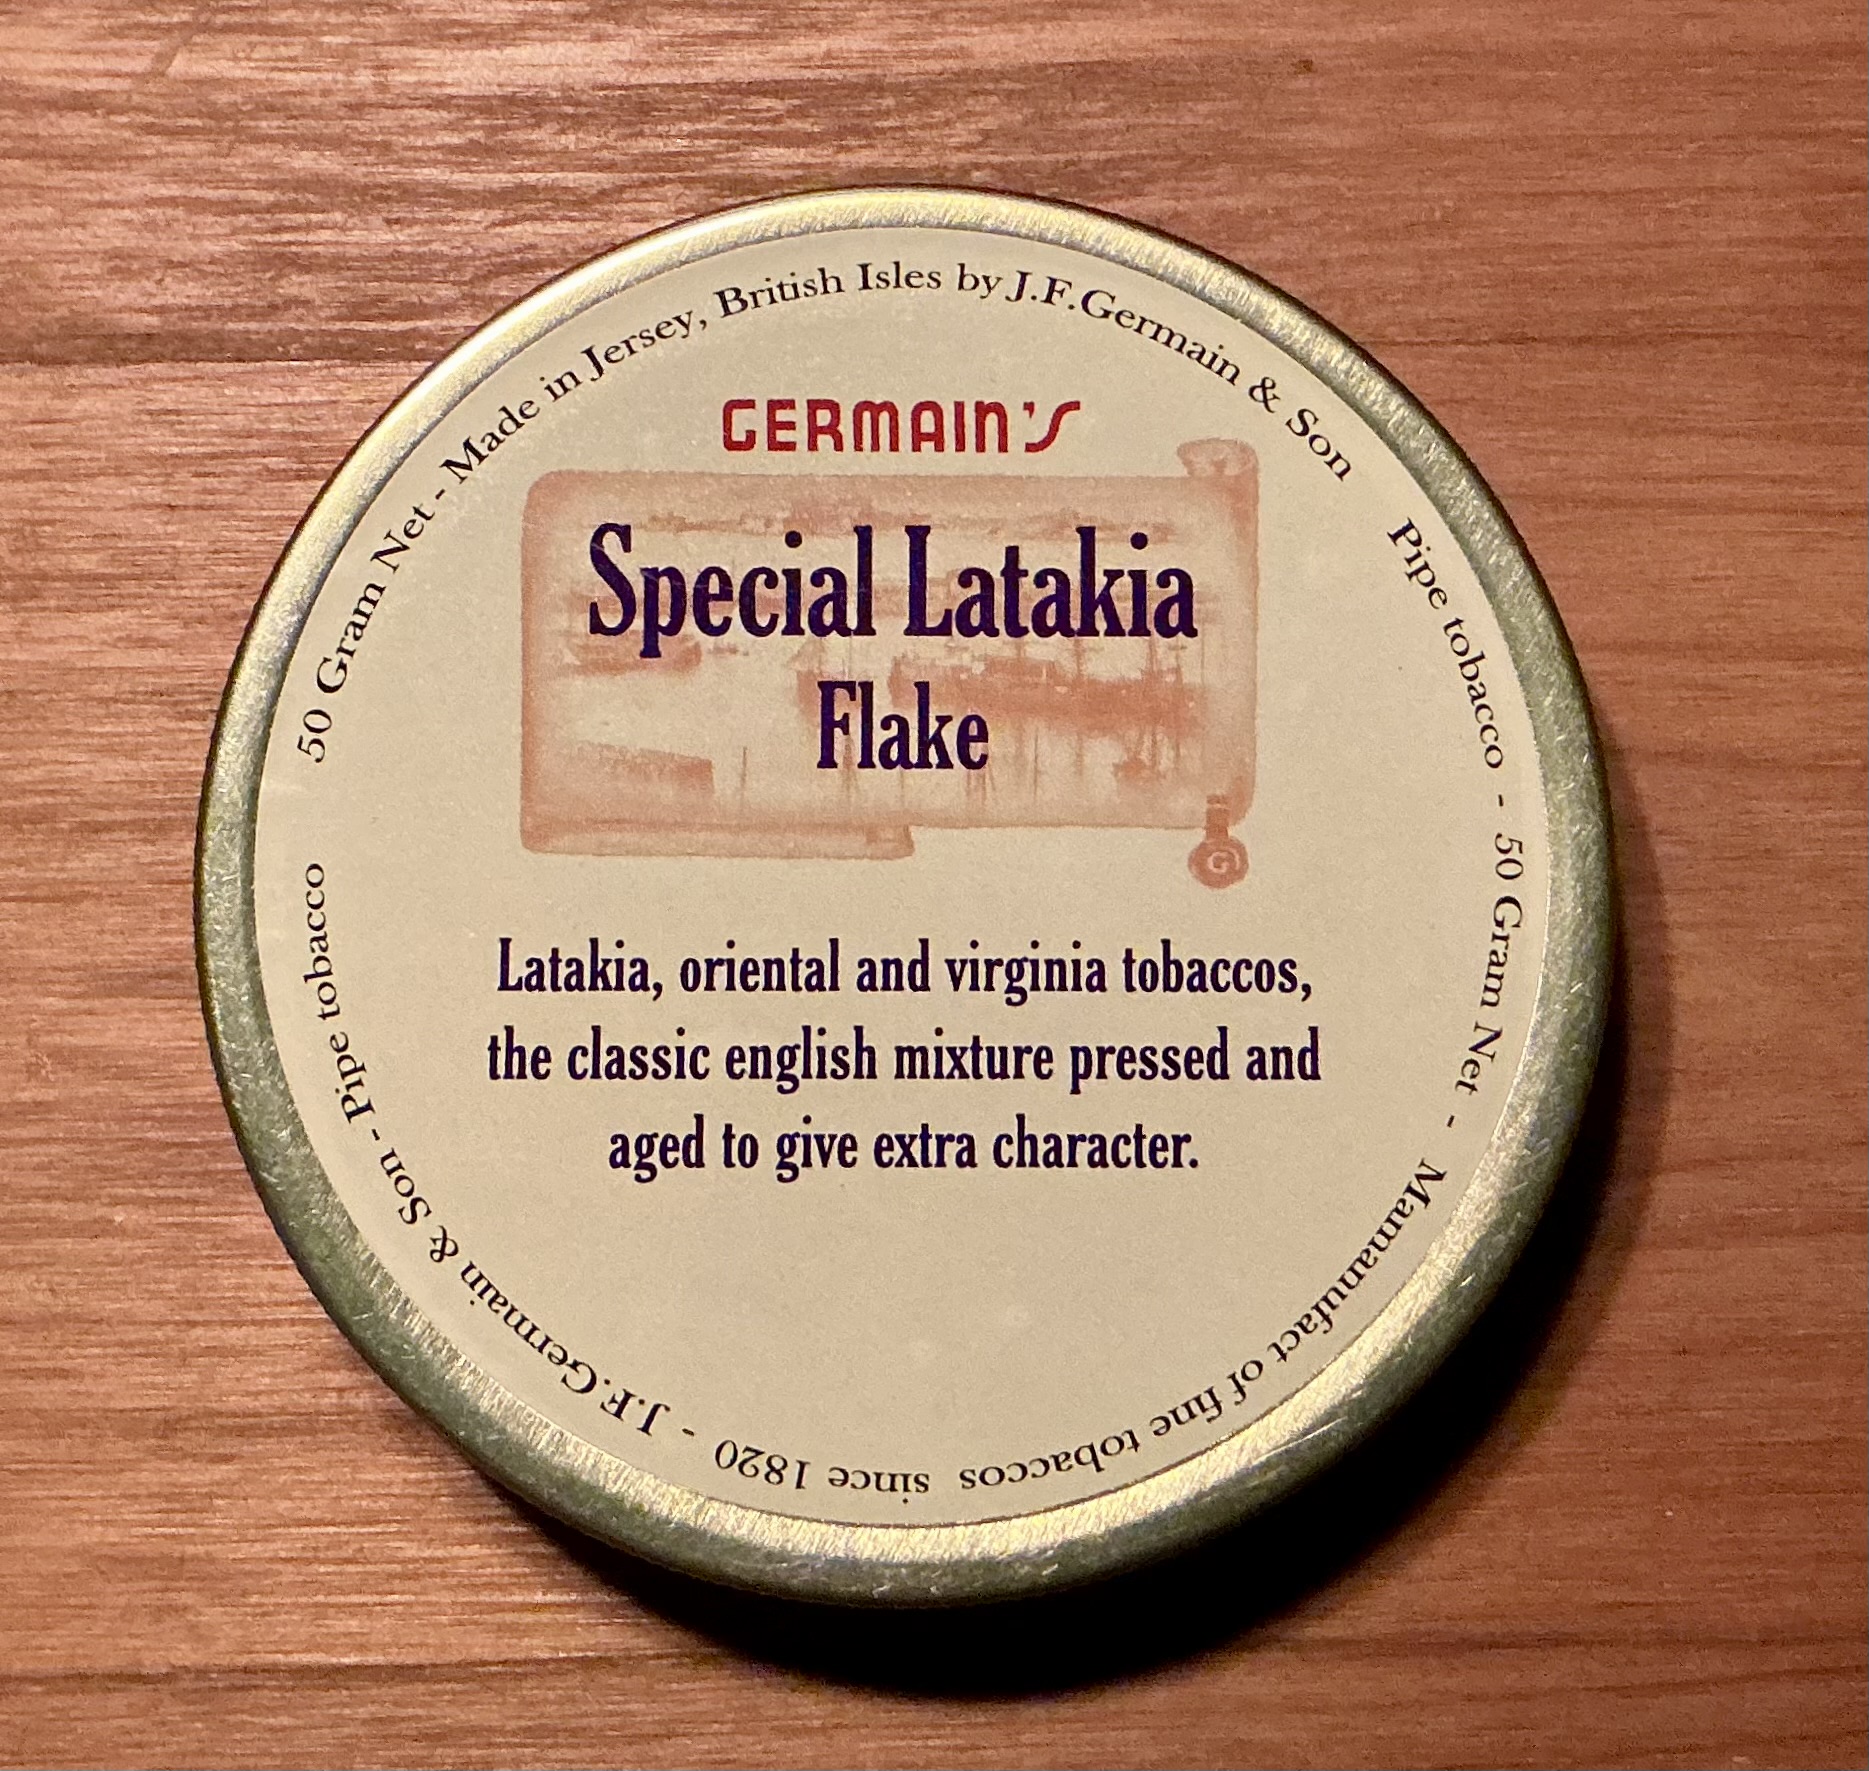 GERMAIN'S
Special Latakia
Flake
Latakia, oriental and virginia tobaccos,
the classic english mixture pressed and
aged to give extra character.
50 Gram Net - Made in Jersey, British Isles by J.F.Germain & Son
Pipe tobacco - 50 Gram Net - Mamanufact of fine tobaccos since 1820 - J.F.Germain & Son - Pipe tobacco
G